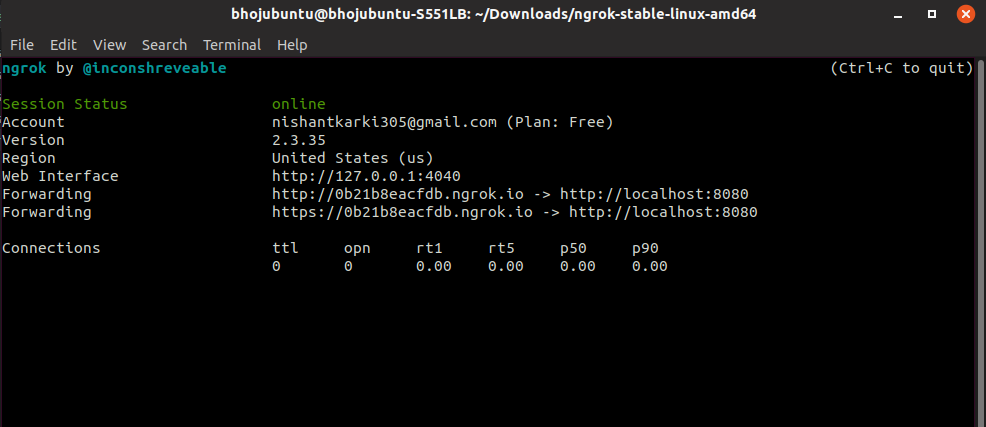 bhojubuntu@bhojubuntu-S551LB: ~/Downloads/ngrok-stable-linux-amd64
File Edit View Search Terminal Help
ngrok by @inconshreveable (Ctrl+C to quit)
Session Status online
Account nishantkarki305@gmail.com (Plan: Free)
Version 2.3.35
Region United States (us)
Web Interface http://127.0.0.1:4040
Forwarding http://0b21b8eacfdb.ngrok.io -> http://localhost:8080
Forwarding https://0b21b8eacfdb.ngrok.io -> http://localhost:8080
Connections ttl opn rt1 rt5 p50 p90
0 0 0.00 0.00 0.00 0.00